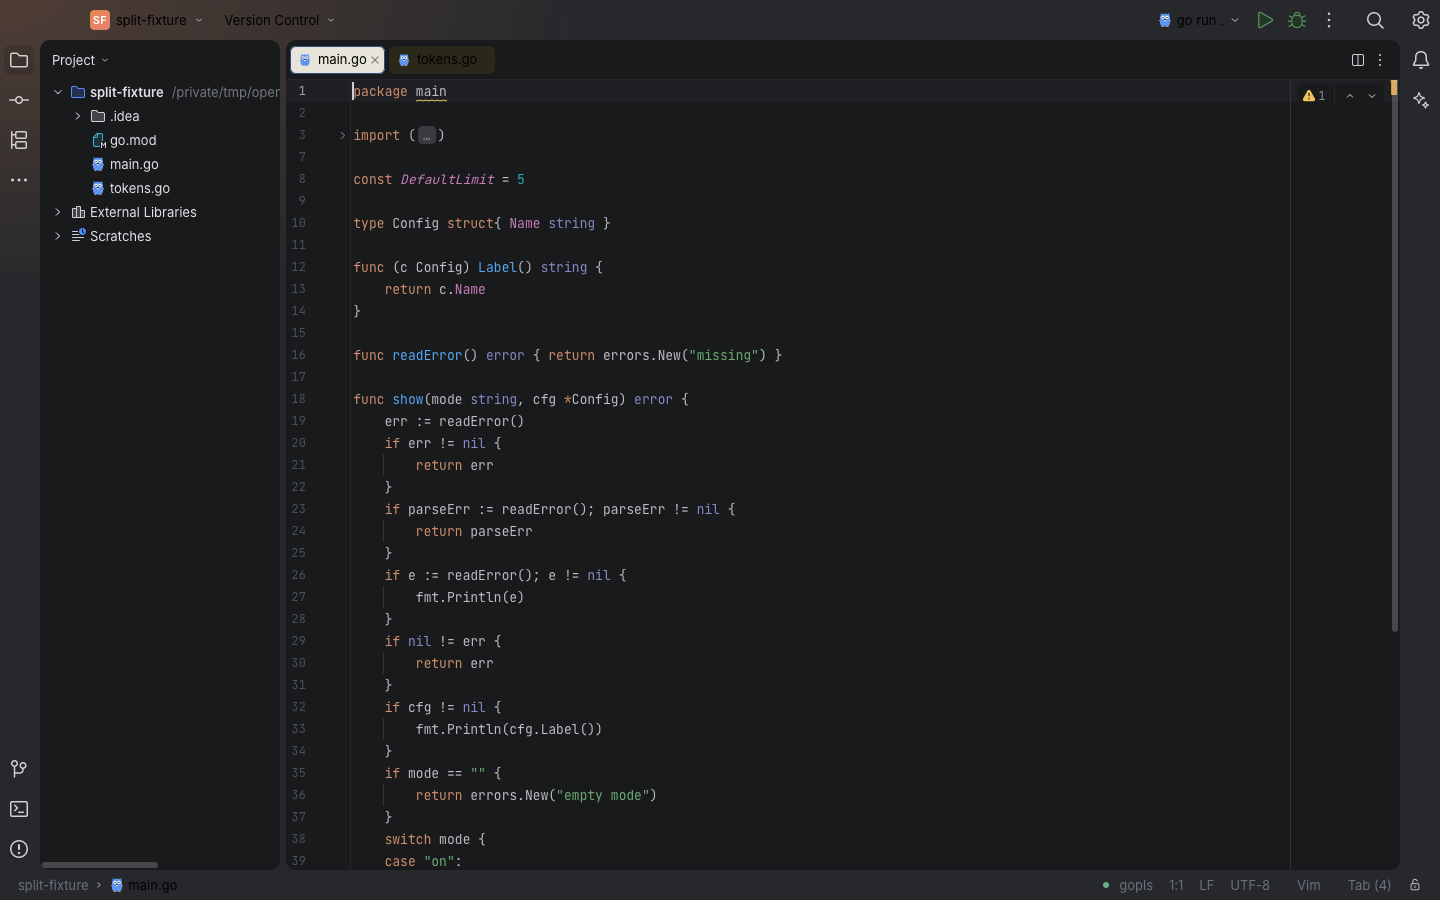 SF split-fixture Version Control go run .
Project
split-fixture /private/tmp/oper
.idea
go.mod
main.go
tokens.go
External Libraries
Scratches
main.go tokens.go
1 package main
2
3 import (...)
7
8 const DefaultLimit = 5
9
10 type Config struct{ Name string }
11
12 func (c Config) Label() string {
13 return c.Name
14 }
15
16 func readError() error { return errors.New("missing") }
17
18 func show(mode string, cfg *Config) error {
19 err := readError()
20 if err != nil {
21 return err
22 }
23 if parseErr := readError(); parseErr != nil {
24 return parseErr
25 }
26 if e := readError(); e != nil {
27 fmt.Println(e)
28 }
29 if nil != err {
30 return err
31 }
32 if cfg != nil {
33 fmt.Println(cfg.Label())
34 }
35 if mode == "" {
36 return errors.New("empty mode")
37 }
38 switch mode {
39 case "on":
1
split-fixture › main.go
gopls 1:1 LF UTF-8 Vim Tab (4)